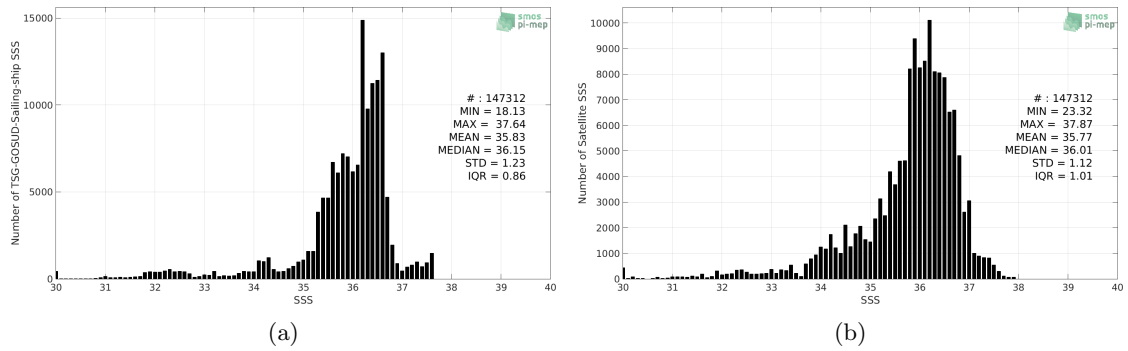 smos
pi-mep
15000
10000
5000
0
Number of TSG-GOSUD-Sailing-ship SSS
# : 147312
MIN = 18.13
MAX = 37.64
MEAN = 35.83
MEDIAN = 36.15
STD = 1.23
IQR = 0.86
30 31 32 33 34 35 36 37 38 39 40
SSS
(a)
smos
pi-mep
10000
9000
8000
7000
6000
5000
4000
3000
2000
1000
0
Number of Satellite SSS
# : 147312
MIN = 23.32
MAX = 37.87
MEAN = 35.77
MEDIAN = 36.01
STD = 1.12
IQR = 1.01
30 31 32 33 34 35 36 37 38 39 40
SSS
(b)